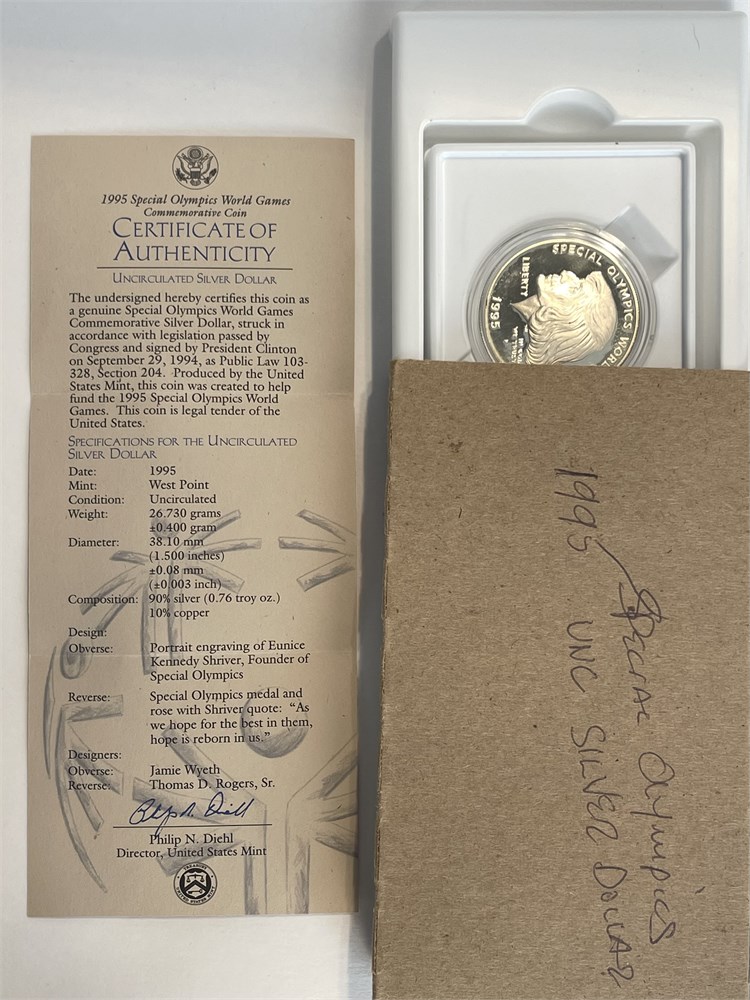 1995 Special Olympics World Games
Commemorative Coin
CERTIFICATE OF
AUTHENTICITY
UNCIRCULATED SILVER DOLLAR
The undersigned hereby certifies this coin as
a genuine Special Olympics World Games
Commemorative Silver Dollar, struck in
accordance with legislation passed by
Congress and signed by President Clinton
on September 29, 1994, as Public Law 103-
328, Section 204. Produced by the United
States Mint, this coin was created to help
fund the 1995 Special Olympics World
Games. This coin is legal tender of the
United States.
SPECIFICATIONS FOR THE UNCIRCULATED
SILVER DOLLAR
Date: 1995
Mint: West Point
Condition: Uncirculated
Weight: 26.730 grams
±0.400 gram
Diameter: 38.10 mm
(1.500 inches)
±0.08 mm
(±0.003 inch)
Composition: 90% silver (0.76 troy oz.)
10% copper
Design:
Obverse: Portrait engraving of Eunice
Kennedy Shriver, Founder of
Special Olympics
Reverse: Special Olympics medal and
rose with Shriver quote: "As
we hope for the best in them,
hope is reborn in us."
Designers:
Obverse: Jamie Wyeth
Reverse: Thomas D. Rogers, Sr.
Philip N. Diehl
Philip N. Diehl
Director, United States Mint
SPECIAL OLYMPICS WORLD
LIBERTY
1995
1995 SPECIAL OLYMPICS
UNC SILVER DOLLAR